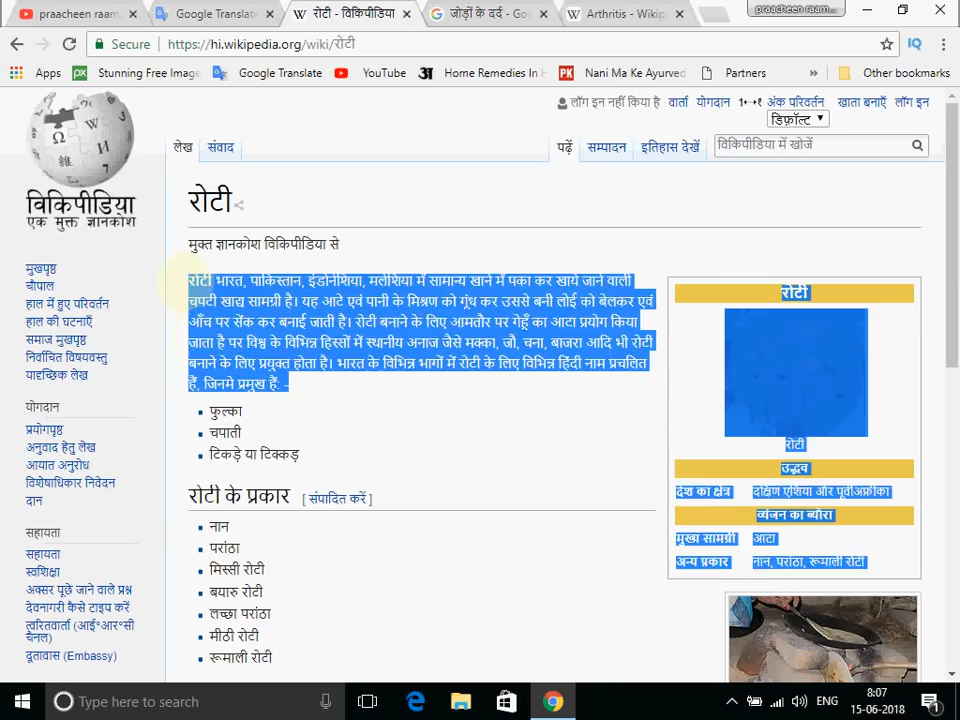 praacheen raam
Google Translate
रोटी - विकिपीडिया
जोड़ों के दर्द - Goo
Arthritis - Wikip
praacheen raam...
Secure
https://hi.wikipedia.org/wiki/रोटी
Apps
Stunning Free Image
Google Translate
YouTube
Home Remedies In
Nani Ma Ke Ayurved
Partners
Other bookmarks
लॉग इन नहीं किया है वार्ता योगदान अंक परिवर्तन खाता बनाएँ लॉग इन
डिफ़ॉल्ट
लेख संवाद पढ़ें सम्पादन इतिहास देखें विकिपीडिया में खोजें
विकिपीडिया
एक मुक्त ज्ञानकोश
मुखपृष्ठ
चौपाल
हाल में हुए परिवर्तन
हाल की घटनाएँ
समाज मुखपृष्ठ
निर्वाचित विषयवस्तु
यादृच्छिक लेख
योगदान
प्रयोगपृष्ठ
अनुवाद हेतु लेख
आयात अनुरोध
विशेषाधिकार निवेदन
दान
सहायता
सहायता
स्वशिक्षा
अक्सर पूछे जाने वाले प्रश्न
देवनागरी कैसे टाइप करें
त्वरितवार्ता (आई॰आर॰सी
चैनल)
दूतावास (Embassy)
रोटी
मुक्त ज्ञानकोश विकिपीडिया से
रोटी भारत, पाकिस्तान, इंडोनेशिया, मलेशिया में सामान्य खाने में पका कर खाये जाने वाली
चपटी खाद्य सामग्री है। यह आटे एवं पानी के मिश्रण को गूंध कर उससे बनी लोई को बेलकर एवं
आँच पर सेंक कर बनाई जाती है। रोटी बनाने के लिए आमतौर पर गेहूँ का आटा प्रयोग किया
जाता है पर विश्व के विभिन्न हिस्सों में स्थानीय अनाज जैसे मक्का, जौ, चना, बाजरा आदि भी रोटी
बनाने के लिए प्रयुक्त होता है। भारत के विभिन्न भागों में रोटी के लिए विभिन्न हिंदी नाम प्रचलित
हैं, जिनमे प्रमुख हैं: -
फुल्का
चपाती
टिकड़े या टिक्कड़
रोटी के प्रकार [ संपादित करें ]
नान
परांठा
मिस्सी रोटी
बयारु रोटी
लच्छा परांठा
मीठी रोटी
रूमाली रोटी
रोटी
रोटी
उद्भव
देश का क्षेत्र दक्षिण एशिया और पूर्वीअफ्रीका
व्यंजन का ब्यौरा
मुख्य सामग्री आटा
अन्य प्रकार नान, परांठा, रूमाली रोटी
Type here to search
ENG
8:07
15-06-2018